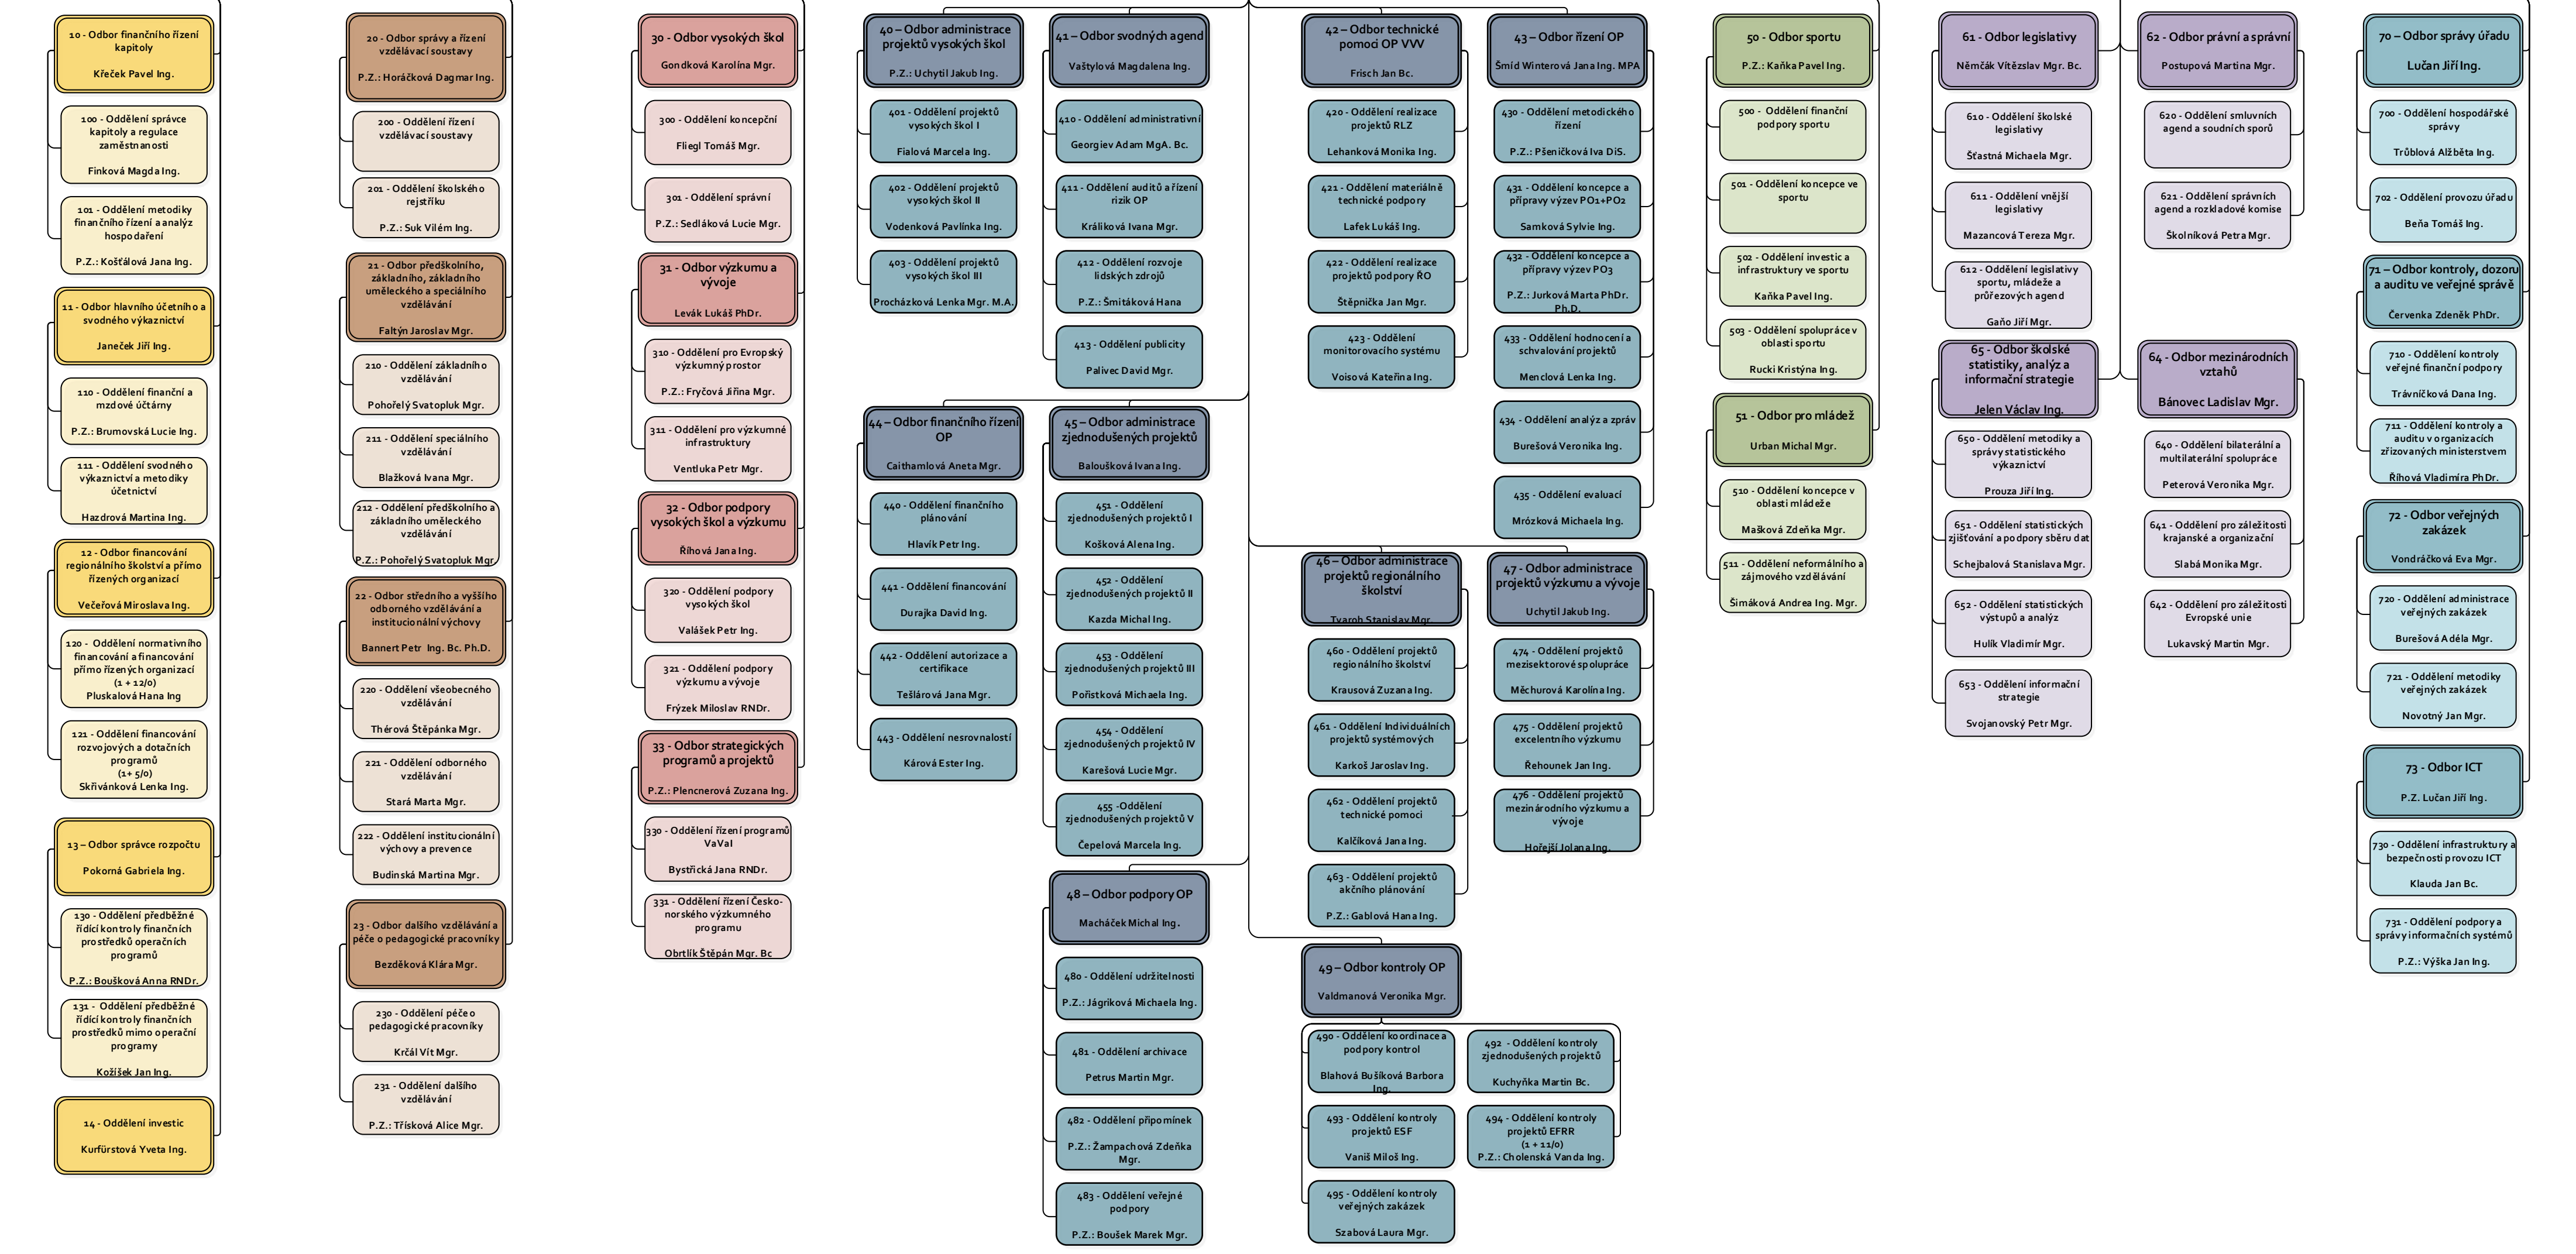 10 - Odbor finančního řízení
kapitoly
Křeček Pavel Ing.
100 - Oddělení správce
kapitoly a regulace
zaměstnanosti
Finková Magda Ing.
101 - Oddělení metodiky
finančního řízení a analýz
hospodaření
P.Z.: Košťálová Jana Ing.
11 - Odbor hlavního účetního a
svodného výkaznictví
Janeček Jiří Ing.
110 - Oddělení finanční a
mzdové účtárny
P.Z.: Brumovská Lucie Ing.
111 - Oddělení svodného
výkaznictví a metodiky
účetnictví
Hazdrová Martina Ing.
12 - Odbor financování
regionálního školství a přímo
řízených organizací
Večeřová Miroslava Ing.
120 - Oddělení normativního
financování a financování
přímo řízených organizací
(1 + 12/0)
Pluskalová Hana Ing
121 - Oddělení financování
rozvojových a dotačních
programů
(1+ 5/0)
Skřivánková Lenka Ing.
13 – Odbor správce rozpočtu
Pokorná Gabriela Ing.
130 - Oddělení předběžné
řídící kontroly finančních
prostředků operačních
programů
P.Z.: Boušková Anna RNDr.
131 - Oddělení předběžné
řídící kontroly finančních
prostředků mimo operační
programy
Kožíšek Jan Ing.
14 - Oddělení investic
Kurfürstová Yveta Ing.
20 - Odbor správy a řízení
vzdělávací soustavy
P.Z.: Horáčková Dagmar Ing.
200 - Oddělení řízení
vzdělávací soustavy
201 - Oddělení školského
rejstříku
P.Z.: Suk Vilém Ing.
21 - Odbor předškolního,
základního, základního
uměleckého a speciálního
vzdělávání
Faltýn Jaroslav Mgr.
210 - Oddělení základního
vzdělávání
Pohořelý Svatopluk Mgr.
211 - Oddělení speciálního
vzdělávání
Blažková Ivana Mgr.
212 - Oddělení předškolního a
základního uměleckého
vzdělávání
P.Z.: Pohořelý Svatopluk Mgr.
22 - Odbor středního a vyššího
odborného vzdělávání a
institucionální výchovy
Bannert Petr Ing. Bc. Ph.D.
220 - Oddělení všeobecného
vzdělávání
Thérová Štěpánka Mgr.
221 - Oddělení odborného
vzdělávání
Stará Marta Mgr.
222 - Oddělení institucionální
výchovy a prevence
Budinská Martina Mgr.
23 - Odbor dalšího vzdělávání a
péče o pedagogické pracovníky
Bezděková Klára Mgr.
230 - Oddělení péče o
pedagogické pracovníky
Krčál Vít Mgr.
231 - Oddělení dalšího
vzdělávání
P.Z.: Třísková Alice Mgr.
30 - Odbor vysokých škol
Gondková Karolína Mgr.
300 - Oddělení koncepční
Fliegl Tomáš Mgr.
301 - Oddělení správní
P.Z.: Sedláková Lucie Mgr.
31 - Odbor výzkumu a
vývoje
Levák Lukáš PhDr.
310 - Oddělení pro Evropský
výzkumný prostor
P.Z.: Fryčová Jiřina Mgr.
311 - Oddělení pro výzkumné
infrastruktury
Ventluka Petr Mgr.
32 - Odbor podpory
vysokých škol a výzkumu
Říhová Jana Ing.
320 - Oddělení podpory
vysokých škol
Valášek Petr Ing.
321 - Oddělení podpory
výzkumu a vývoje
Frýzek Miloslav RNDr.
33 - Odbor strategických
programů a projektů
P.Z.: Plencnerová Zuzana Ing.
330 - Oddělení řízení programů
VaVaI
Bystřická Jana RNDr.
331 - Oddělení řízení Česko-
norského výzkumného
programu
Obrtlík Štěpán Mgr. Bc
40 – Odbor administrace
projektů vysokých škol
P.Z.: Uchytil Jakub Ing.
401 - Oddělení projektů
vysokých škol I
Fialová Marcela Ing.
402 - Oddělení projektů
vysokých škol II
Vodenková Pavlínka Ing.
403 - Oddělení projektů
vysokých škol III
Procházková Lenka Mgr. M.A.
41 – Odbor svodných agend
Vaštylová Magdalena Ing.
410 - Oddělení administrativní
Georgiev Adam MgA. Bc.
411 - Oddělení auditů a řízení
rizik OP
Králiková Ivana Mgr.
412 - Oddělení rozvoje
lidských zdrojů
P.Z.: Šmitáková Hana
413 - Oddělení publicity
Palivec David Mgr.
42 – Odbor technické
pomoci OP VVV
Frisch Jan Bc.
420 - Oddělení realizace
projektů RLZ
Lehanková Monika Ing.
421 - Oddělení materiálně
technické podpory
Lafek Lukáš Ing.
422 - Oddělení realizace
projektů podpory ŘO
Štěpnička Jan Mgr.
423 - Oddělení
monitorovacího systému
Voisová Kateřina Ing.
43 – Odbor řízení OP
Šmíd Winterová Jana Ing. MPA
430 - Oddělení metodického
řízení
P.Z.: Pšeničková Iva DiS.
431 - Oddělení koncepce a
přípravy výzev PO1+PO2
Samková Sylvie Ing.
432 - Oddělení koncepce a
přípravy výzev PO3
P.Z.: Jurková Marta PhDr.
Ph.D.
433 - Oddělení hodnocení a
schvalování projektů
Menclová Lenka Ing.
434 - Oddělení analýz a zpráv
Burešová Veronika Ing.
435 - Oddělení evaluací
Mrózková Michaela Ing.
44 – Odbor finančního řízení
OP
Caithamlová Aneta Mgr.
440 - Oddělení finančního
plánování
Hlavík Petr Ing.
441 - Oddělení financování
Durajka David Ing.
442 - Oddělení autorizace a
certifikace
Tešlárová Jana Mgr.
443 - Oddělení nesrovnalostí
Kárová Ester Ing.
45 – Odbor administrace
zjednodušených projektů
Baloušková Ivana Ing.
451 - Oddělení
zjednodušených projektů I
Košková Alena Ing.
452 - Oddělení
zjednodušených projektů II
Kazda Michal Ing.
453 - Oddělení
zjednodušených projektů III
Pořistková Michaela Ing.
454 - Oddělení
zjednodušených projektů IV
Karešová Lucie Mgr.
455 -Oddělení
zjednodušených projektů V
Čepelová Marcela Ing.
46 – Odbor administrace
projektů regionálního
školství
Tvaroh Stanislav Mgr.
460 - Oddělení projektů
regionálního školství
Krausová Zuzana Ing.
461 - Oddělení Individuálních
projektů systémových
Karkoš Jaroslav Ing.
462 - Oddělení projektů
technické pomoci
Kalčíková Jana Ing.
463 - Oddělení projektů
akčního plánování
P.Z.: Gablová Hana Ing.
47 - Odbor administrace
projektů výzkumu a vývoje
Uchytil Jakub Ing.
474 - Oddělení projektů
mezisektorové spolupráce
Měchurová Karolína Ing.
475 - Oddělení projektů
excelentního výzkumu
Řehounek Jan Ing.
476 - Oddělení projektů
mezinárodního výzkumu a
vývoje
Hořejší Jolana Ing.
48 – Odbor podpory OP
Macháček Michal Ing.
480 - Oddělení udržitelnosti
P.Z.: Jágriková Michaela Ing.
481 - Oddělení archivace
Petrus Martin Mgr.
482 - Oddělení připomínek
P.Z.: Žampachová Zdeňka
Mgr.
483 - Oddělení veřejné
podpory
P.Z.: Boušek Marek Mgr.
49 – Odbor kontroly OP
Valdmanová Veronika Mgr.
490 - Oddělení koordinace a
podpory kontrol
Blahová Bušíková Barbora
Ing.
492 - Oddělení kontroly
zjednodušených projektů
Kuchyňka Martin Bc.
493 - Oddělení kontroly
projektů ESF
Vaniš Miloš Ing.
494 - Oddělení kontroly
projektů EFRR
(1 + 11/0)
P.Z.: Cholenská Vanda Ing.
495 - Oddělení kontroly
veřejných zakázek
Szabová Laura Mgr.
50 - Odbor sportu
P.Z.: Kaňka Pavel Ing.
500 - Oddělení finanční
podpory sportu
501 - Oddělení koncepce ve
sportu
502 - Oddělení investic a
infrastruktury ve sportu
Kaňka Pavel Ing.
503 - Oddělení spolupráce v
oblasti sportu
Rucki Kristýna Ing.
51 - Odbor pro mládež
Urban Michal Mgr.
510 - Oddělení koncepce v
oblasti mládeže
Mašková Zdeňka Mgr.
511 - Oddělení neformálního a
zájmového vzdělávání
Šimáková Andrea Ing. Mgr.
61 - Odbor legislativy
Němčák Vítězslav Mgr. Bc.
610 - Oddělení školské
legislativy
Šťastná Michaela Mgr.
611 - Oddělení vnější
legislativy
Mazancová Tereza Mgr.
612 - Oddělení legislativy
sportu, mládeže a
průřezových agend
Gaňo Jiří Mgr.
62 - Odbor právní a správní
Postupová Martina Mgr.
620 - Oddělení smluvních
agend a soudních sporů
621 - Oddělení správních
agend a rozkladové komise
Školníková Petra Mgr.
65 - Odbor školské
statistiky, analýz a
informační strategie
Jelen Václav Ing.
650 - Oddělení metodiky a
správy statistického
výkaznictví
Prouza Jiří Ing.
651 - Oddělení statistických
zjišťování a podpory sběru dat
Schejbalová Stanislava Mgr.
652 - Oddělení statistických
výstupů a analýz
Hulík Vladimír Mgr.
653 - Oddělení informační
strategie
Svojanovský Petr Mgr.
64 - Odbor mezinárodních
vztahů
Bánovec Ladislav Mgr.
640 - Oddělení bilaterální a
multilaterální spolupráce
Peterová Veronika Mgr.
641 - Oddělení pro záležitosti
krajanské a organizační
Slabá Monika Mgr.
642 - Oddělení pro záležitosti
Evropské unie
Lukavský Martin Mgr.
70 – Odbor správy úřadu
Lučan Jiří Ing.
700 - Oddělení hospodářské
správy
Trůblová Alžběta Ing.
702 - Oddělení provozu úřadu
Beňa Tomáš Ing.
71 – Odbor kontroly, dozoru
a auditu ve veřejné správě
Červenka Zdeněk PhDr.
710 - Oddělení kontroly
veřejné finanční podpory
Trávníčková Dana Ing.
711 - Oddělení kontroly a
auditu v organizacích
zřizovaných ministerstvem
Říhová Vladimíra PhDr.
72 - Odbor veřejných
zakázek
Vondráčková Eva Mgr.
720 - Oddělení administrace
veřejných zakázek
Burešová Adéla Mgr.
721 - Oddělení metodiky
veřejných zakázek
Novotný Jan Mgr.
73 - Odbor ICT
P.Z. Lučan Jiří Ing.
730 - Oddělení infrastruktury a
bezpečnosti provozu ICT
Klauda Jan Bc.
731 - Oddělení podpory a
správy informačních systémů
P.Z.: Výška Jan Ing.